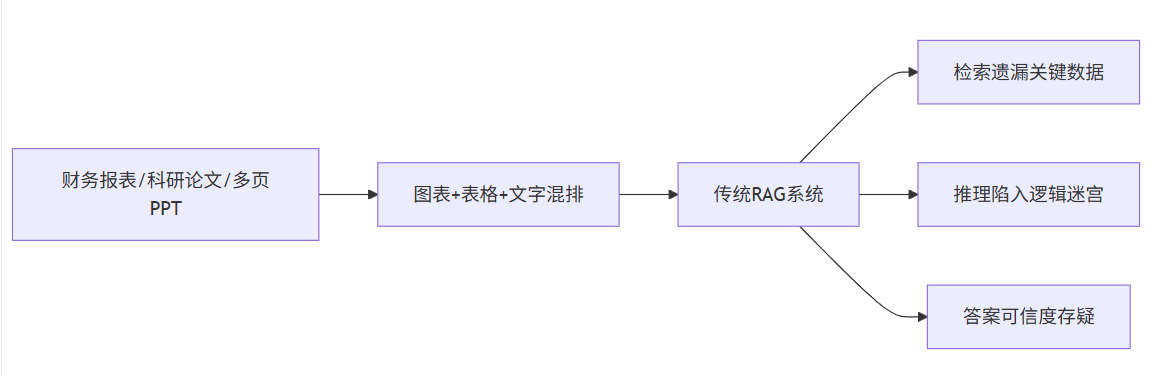 财务报表/科研论文/多页
PPT
图表+表格+文字混排
传统RAG系统
检索遗漏关键数据
推理陷入逻辑迷宫
答案可信度存疑